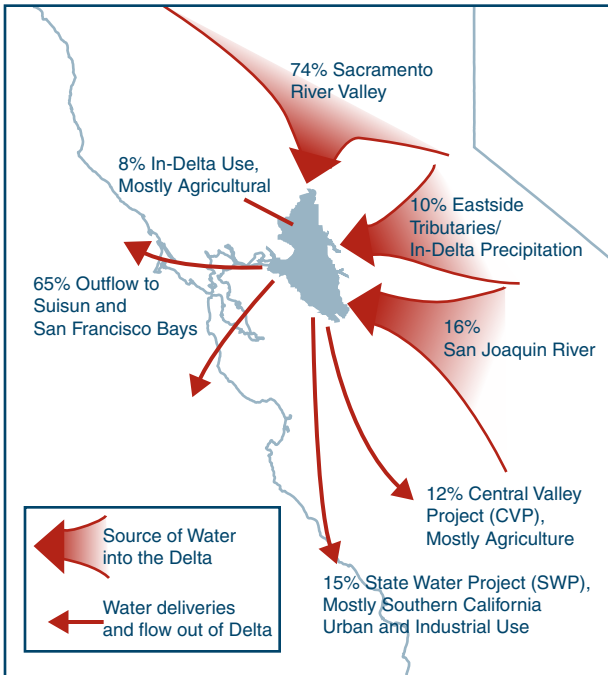 74% Sacramento
River Valley
8% In-Delta Use,
Mostly Agricultural
10% Eastside
Tributaries/
In-Delta Precipitation
65% Outflow to
Suisun and
San Francisco Bays
16%
San Joaquin River
12% Central Valley
Project (CVP),
Mostly Agriculture
15% State Water Project (SWP),
Mostly Southern California
Urban and Industrial Use
Source of Water
into the Delta
Water deliveries
and flow out of Delta